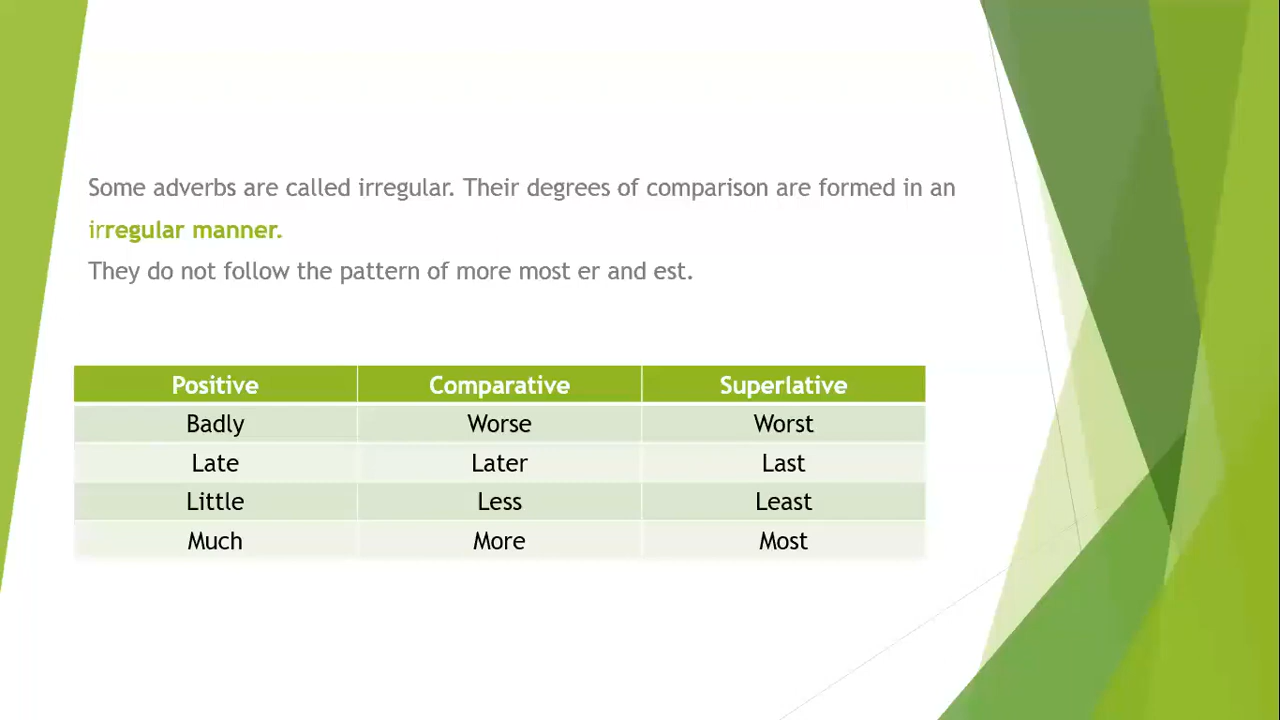 Some adverbs are called irregular. Their degrees of comparison are formed in an
irregular manner.
They do not follow the pattern of more most er and est.
Positive Comparative Superlative
Badly Worse Worst
Late Later Last
Little Less Least
Much More Most